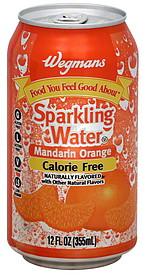 Wegmans
Food You Feel Good About
Sparkling
Water
Mandarin Orange
Calorie Free
NATURALLY FLAVORED
with Other Natural Flavors
12 FL OZ (355mL)